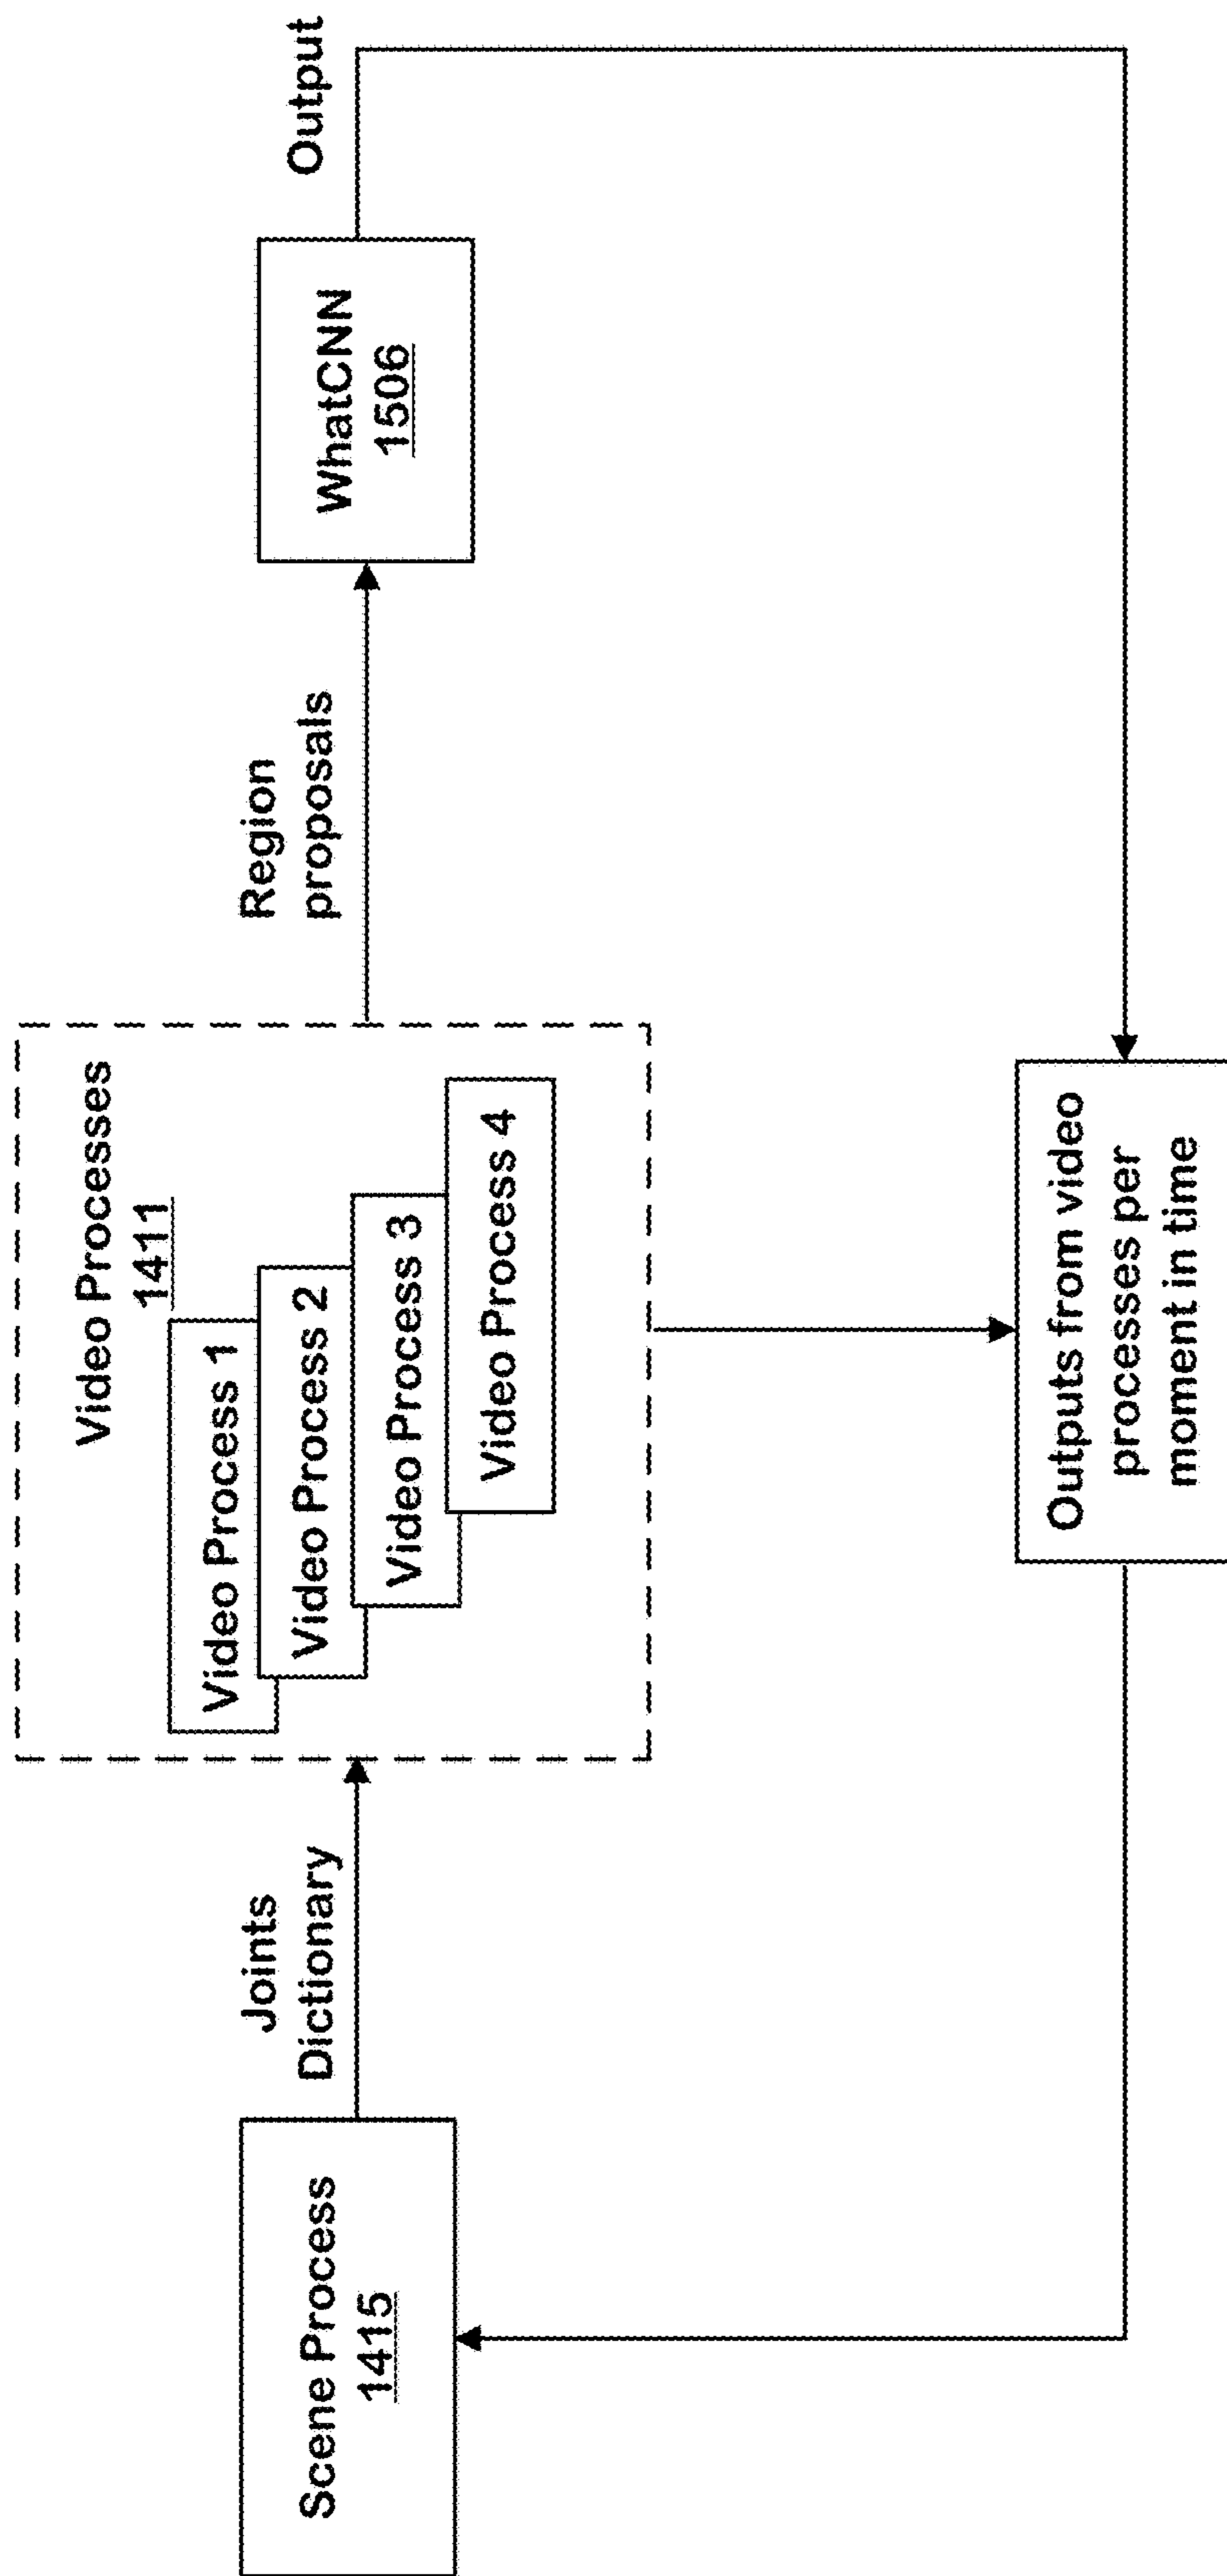 Scene Process
1415
Joints
Dictionary
Video Processes
1411
Video Process 1
Video Process 2
Video Process 3
Video Process 4
Region
proposals
WhatCNN
1506
Output
Outputs from video
processes per
moment in time